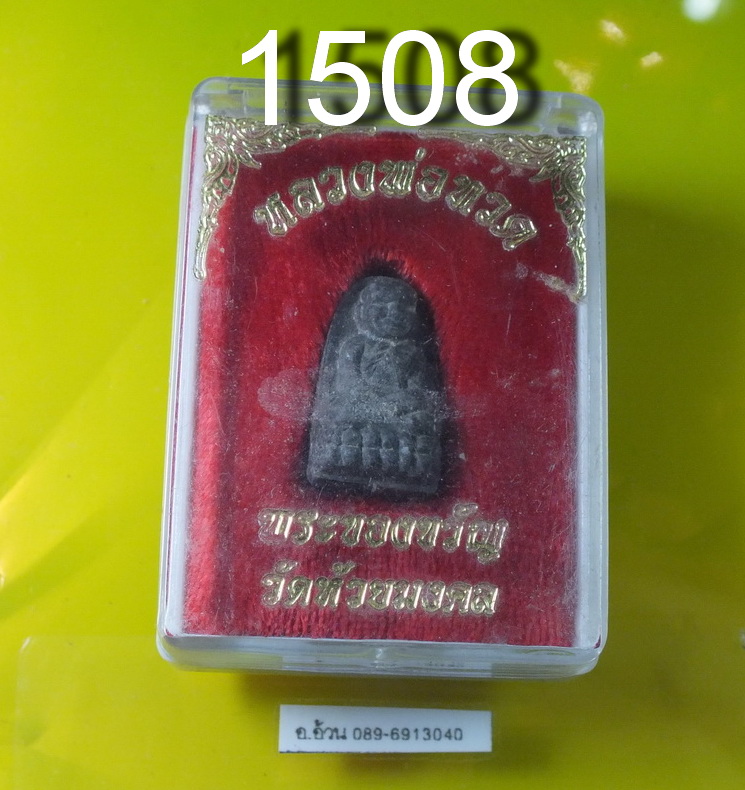 1508
หลวงพ่อทวด
พระของขวัญ
วัดห้วยมงคล
อ.อ้วน 089-6913040